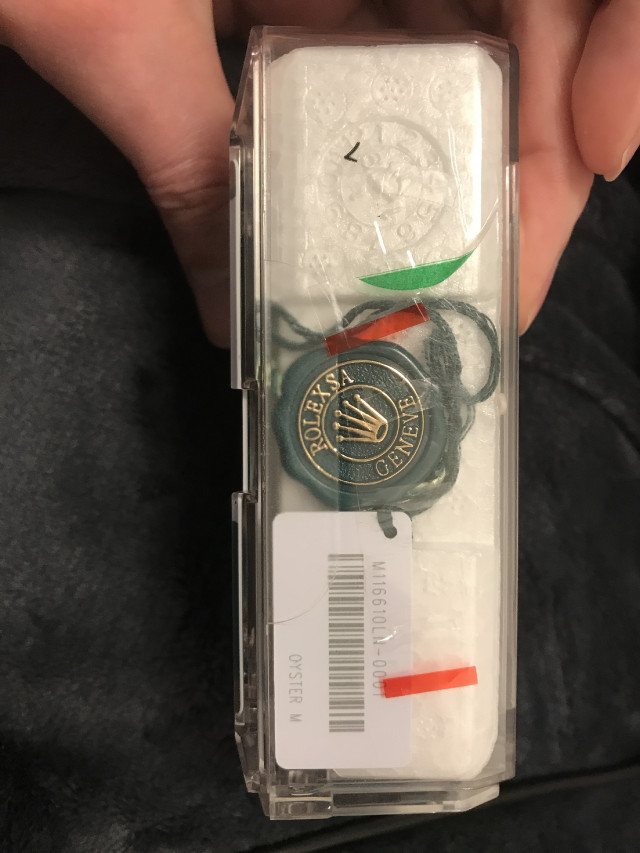 ROLEX SA
GENEVE
M116610LN-0001
OYSTER M